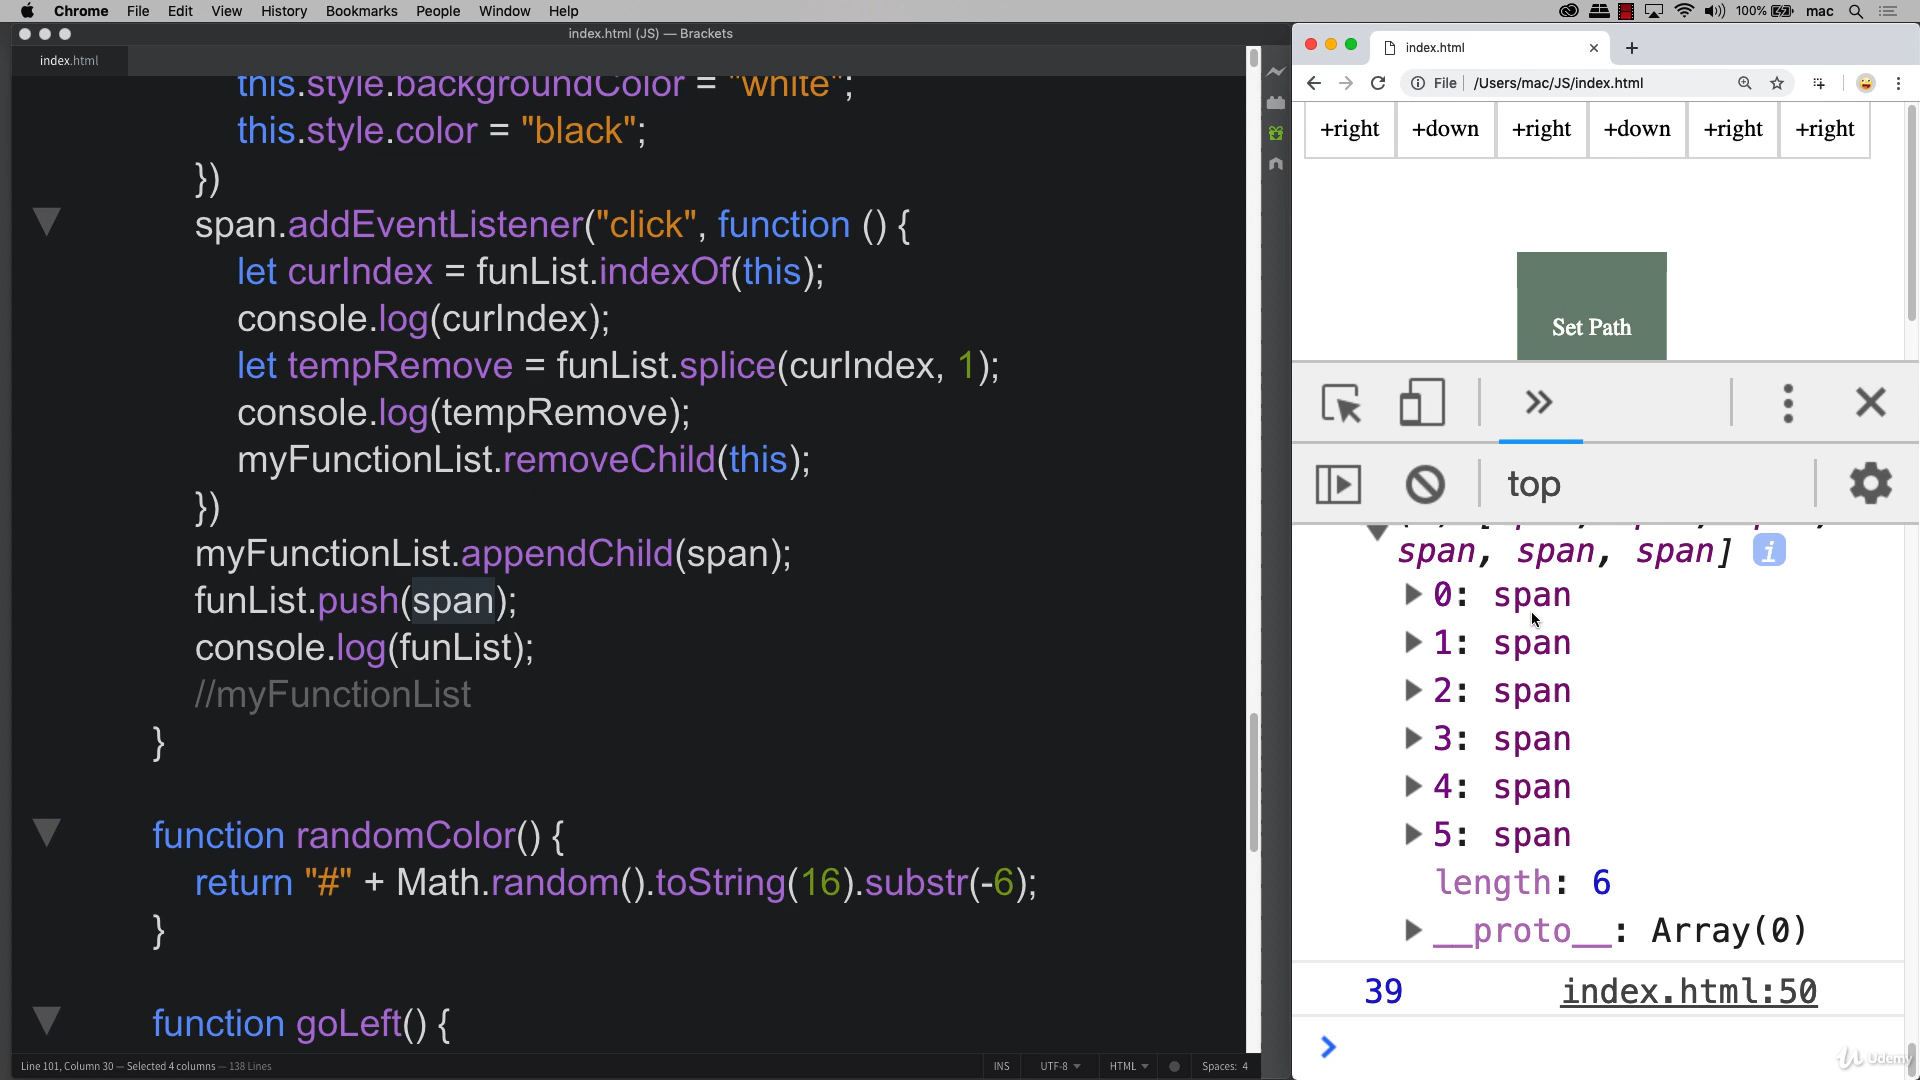 Chrome File Edit View History Bookmarks People Window Help 100% mac
index.html (JS) — Brackets
index.html
this.style.backgroundColor = "white";
this.style.color = "black";
})
span.addEventListener("click", function () {
let curIndex = funList.indexOf(this);
console.log(curIndex);
let tempRemove = funList.splice(curIndex, 1);
console.log(tempRemove);
myFunctionList.removeChild(this);
})
myFunctionList.appendChild(span);
funList.push(span);
console.log(funList);
//myFunctionList
}
function randomColor() {
return "#" + Math.random().toString(16).substr(-6);
}
function goLeft() {
Line 101, Column 30 — Selected 4 columns — 138 Lines
INS UTF-8 HTML Spaces: 4
index.html
File /Users/mac/JS/index.html
+right +down +right +down +right +right
Set Path
top
span, span, span]
0: span
1: span
2: span
3: span
4: span
5: span
length: 6
__proto__: Array(0)
39 index.html:50
Udemy